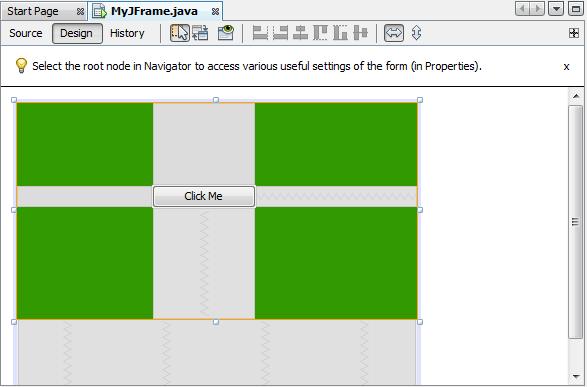 Start Page MyJFrame.java
Source Design History
Select the root node in Navigator to access various useful settings of the form (in Properties). x
Click Me